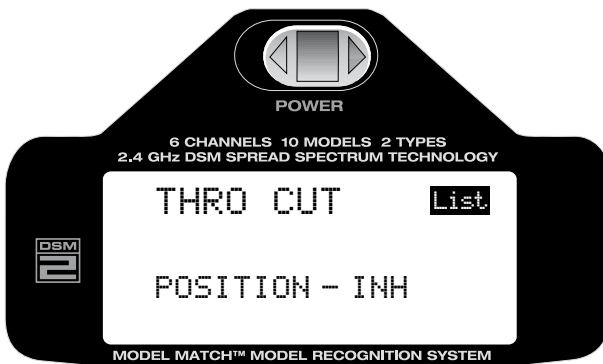 POWER
6 CHANNELS 10 MODELS 2 TYPES
2.4 GHz DSM SPREAD SPECTRUM TECHNOLOGY
THRO CUT List
DSM
2
POSITION – INH
MODEL MATCH™ MODEL RECOGNITION SYSTEM